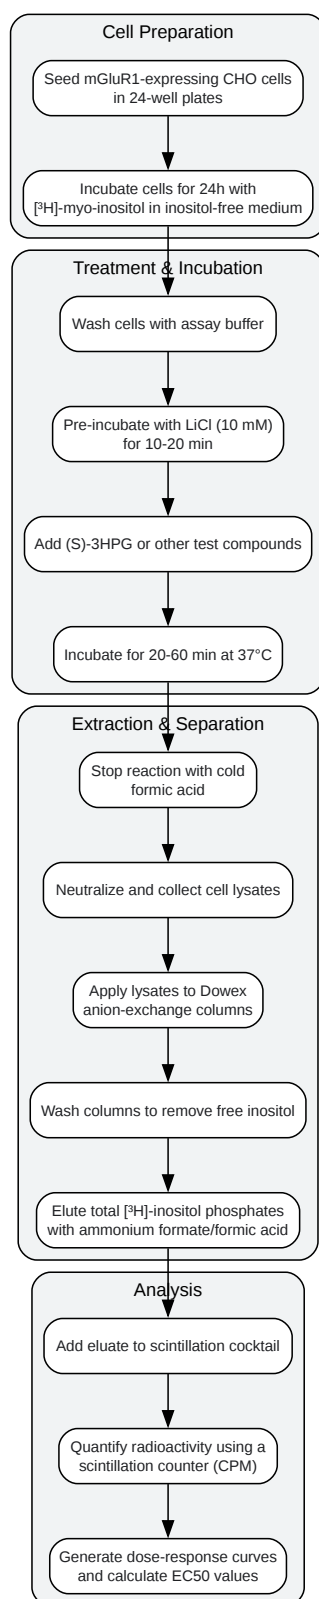 Cell Preparation
Seed mGluR1-expressing CHO cells
in 24-well plates
Incubate cells for 24h with
[³H]-myo-inositol in inositol-free medium
Treatment & Incubation
Wash cells with assay buffer
Pre-incubate with LiCl (10 mM)
for 10-20 min
Add (S)-3HPG or other test compounds
Incubate for 20-60 min at 37°C
Extraction & Separation
Stop reaction with cold
formic acid
Neutralize and collect cell lysates
Apply lysates to Dowex
anion-exchange columns
Wash columns to remove free inositol
Elute total [³H]-inositol phosphates
with ammonium formate/formic acid
Analysis
Add eluate to scintillation cocktail
Quantify radioactivity using a
scintillation counter (CPM)
Generate dose-response curves
and calculate EC50 values